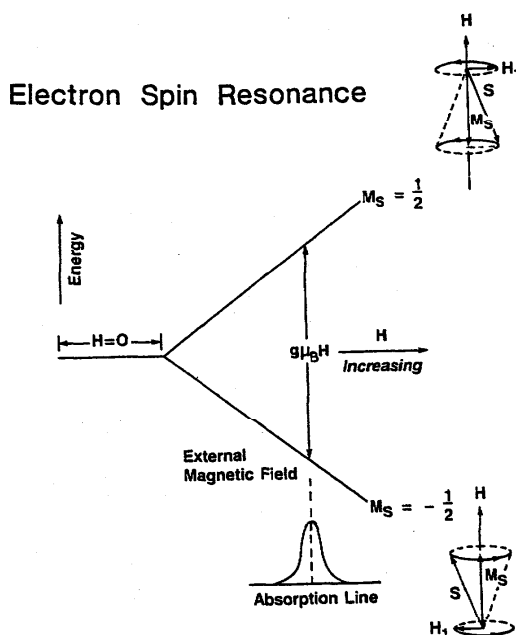 H
H₁
S
M_S
Electron Spin Resonance
M_S = 1/2
Energy
H=O
gμ_BH
H
Increasing
External
Magnetic Field
M_S = - 1/2
H
M_S
S
H₁
Absorption Line